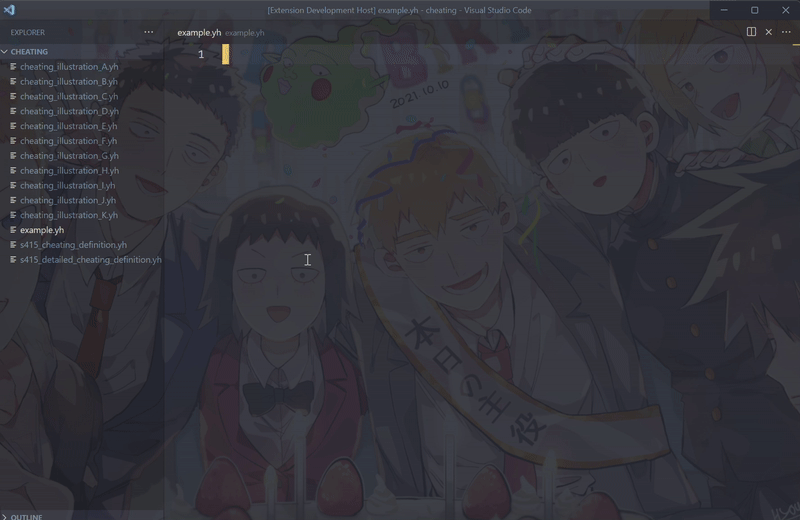 [Extension Development Host] example.yh - cheating - Visual Studio Code
EXPLORER
example.yh example.yh
CHEATING
1
cheating_illustration_A.yh
cheating_illustration_B.yh
cheating_illustration_C.yh
cheating_illustration_D.yh
cheating_illustration_E.yh
cheating_illustration_F.yh
cheating_illustration_G.yh
cheating_illustration_H.yh
cheating_illustration_I.yh
cheating_illustration_J.yh
cheating_illustration_K.yh
example.yh
s415_cheating_definition.yh
s415_detailed_cheating_definition.yh
2021.10.10
本日の主役
OUTLINE